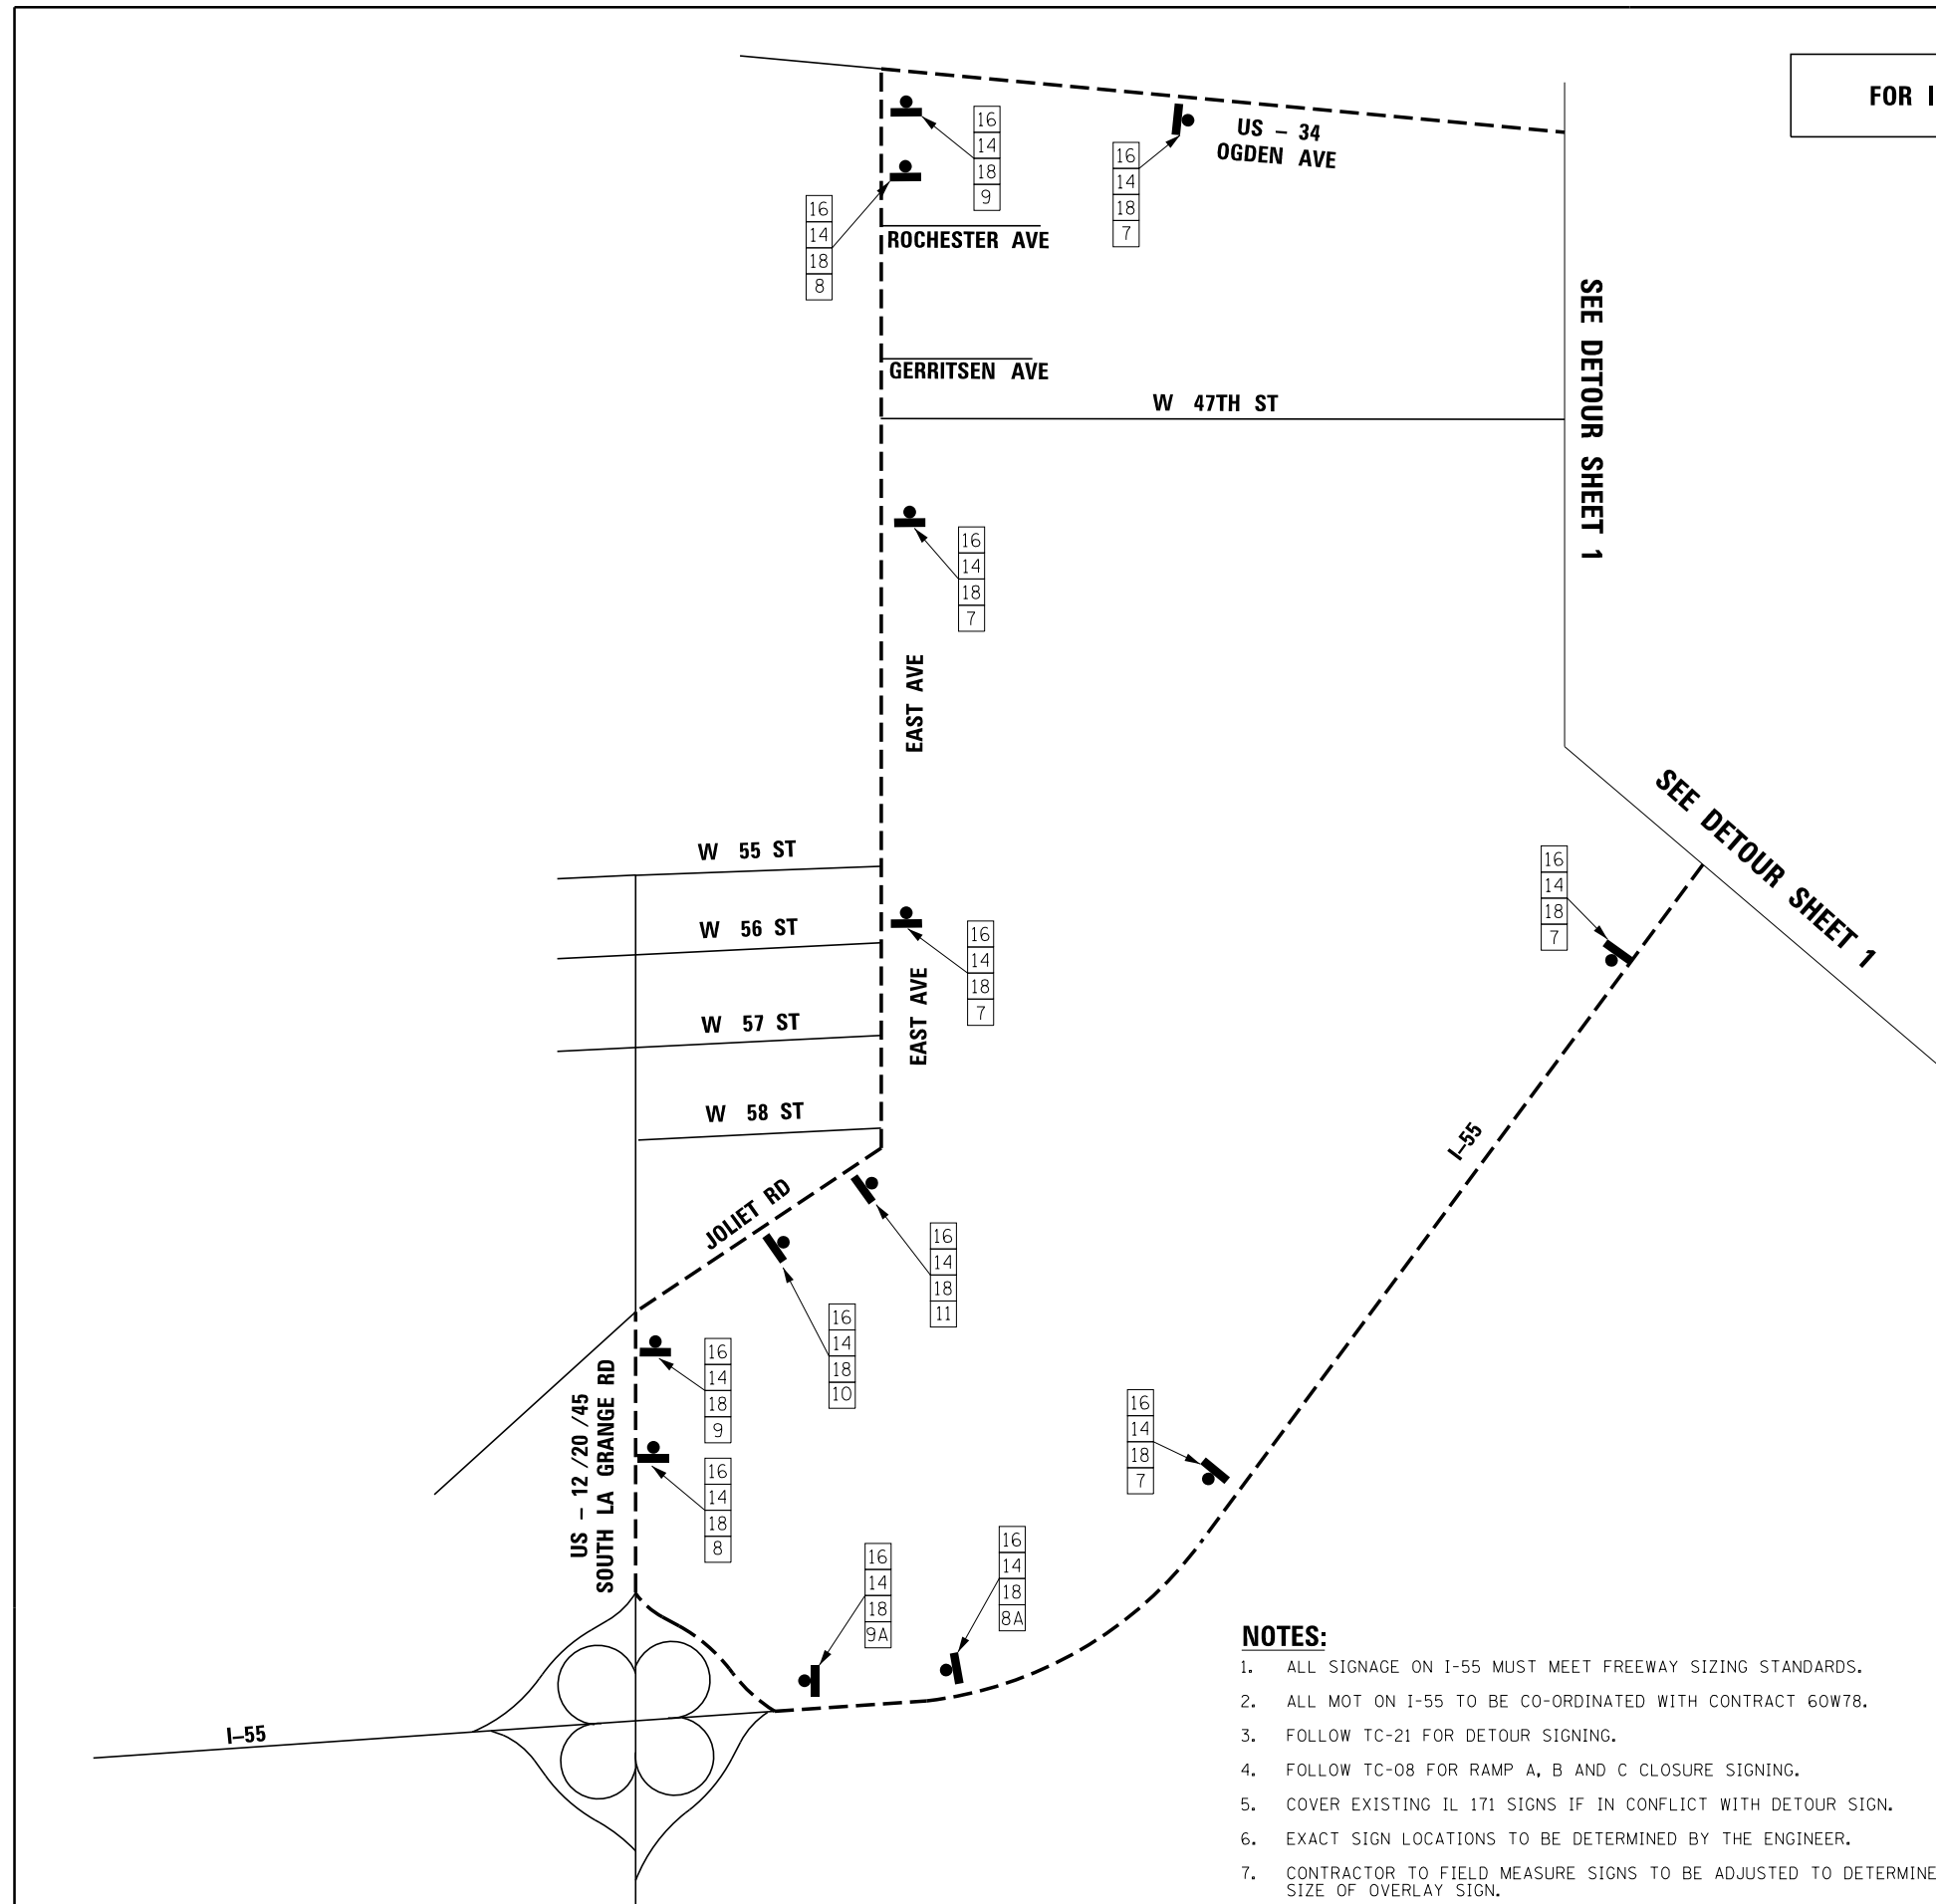 FOR I
US - 34
OGDEN AVE
16
14
18
9
16
14
18
8
16
14
18
7
ROCHESTER AVE
GERRITSEN AVE
W 47TH ST
SEE DETOUR SHEET 1
16
14
18
7
EAST AVE
SEE DETOUR SHEET 1
W 55 ST
16
14
18
7
W 56 ST
16
14
18
7
EAST AVE
W 57 ST
W 58 ST
I-55
JOLIET RD
16
14
18
11
16
14
18
10
16
14
18
9
US - 12 /20 /45
SOUTH LA GRANGE RD
16
14
18
8
16
14
18
7
16
14
18
9A
16
14
18
8A
I-55
NOTES:
1. ALL SIGNAGE ON I-55 MUST MEET FREEWAY SIZING STANDARDS.
2. ALL MOT ON I-55 TO BE CO-ORDINATED WITH CONTRACT 60W78.
3. FOLLOW TC-21 FOR DETOUR SIGNING.
4. FOLLOW TC-08 FOR RAMP A, B AND C CLOSURE SIGNING.
5. COVER EXISTING IL 171 SIGNS IF IN CONFLICT WITH DETOUR SIGN.
6. EXACT SIGN LOCATIONS TO BE DETERMINED BY THE ENGINEER.
7. CONTRACTOR TO FIELD MEASURE SIGNS TO BE ADJUSTED TO DETERMINE
SIZE OF OVERLAY SIGN.